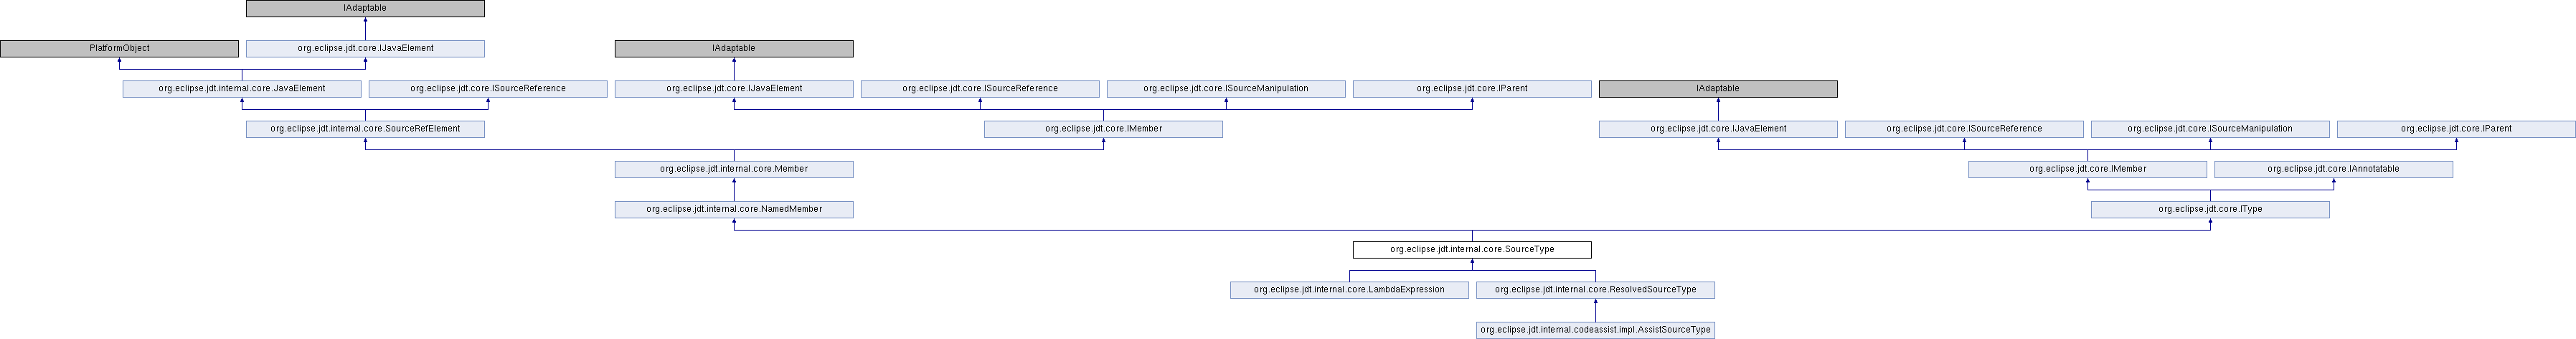 IAdaptable
PlatformObject
org.eclipse.jdt.core.IJavaElement
IAdaptable
org.eclipse.jdt.internal.core.JavaElement
org.eclipse.jdt.core.ISourceReference
org.eclipse.jdt.core.IJavaElement
org.eclipse.jdt.core.ISourceReference
org.eclipse.jdt.core.ISourceManipulation
org.eclipse.jdt.core.IParent
IAdaptable
org.eclipse.jdt.internal.core.SourceRefElement
org.eclipse.jdt.core.IMember
org.eclipse.jdt.core.IJavaElement
org.eclipse.jdt.core.ISourceReference
org.eclipse.jdt.core.ISourceManipulation
org.eclipse.jdt.core.IParent
org.eclipse.jdt.internal.core.Member
org.eclipse.jdt.core.IMember
org.eclipse.jdt.core.IAnnotatable
org.eclipse.jdt.internal.core.NamedMember
org.eclipse.jdt.core.IType
org.eclipse.jdt.internal.core.SourceType
org.eclipse.jdt.internal.core.LambdaExpression
org.eclipse.jdt.internal.core.ResolvedSourceType
org.eclipse.jdt.internal.codeassist.impl.AssistSourceType